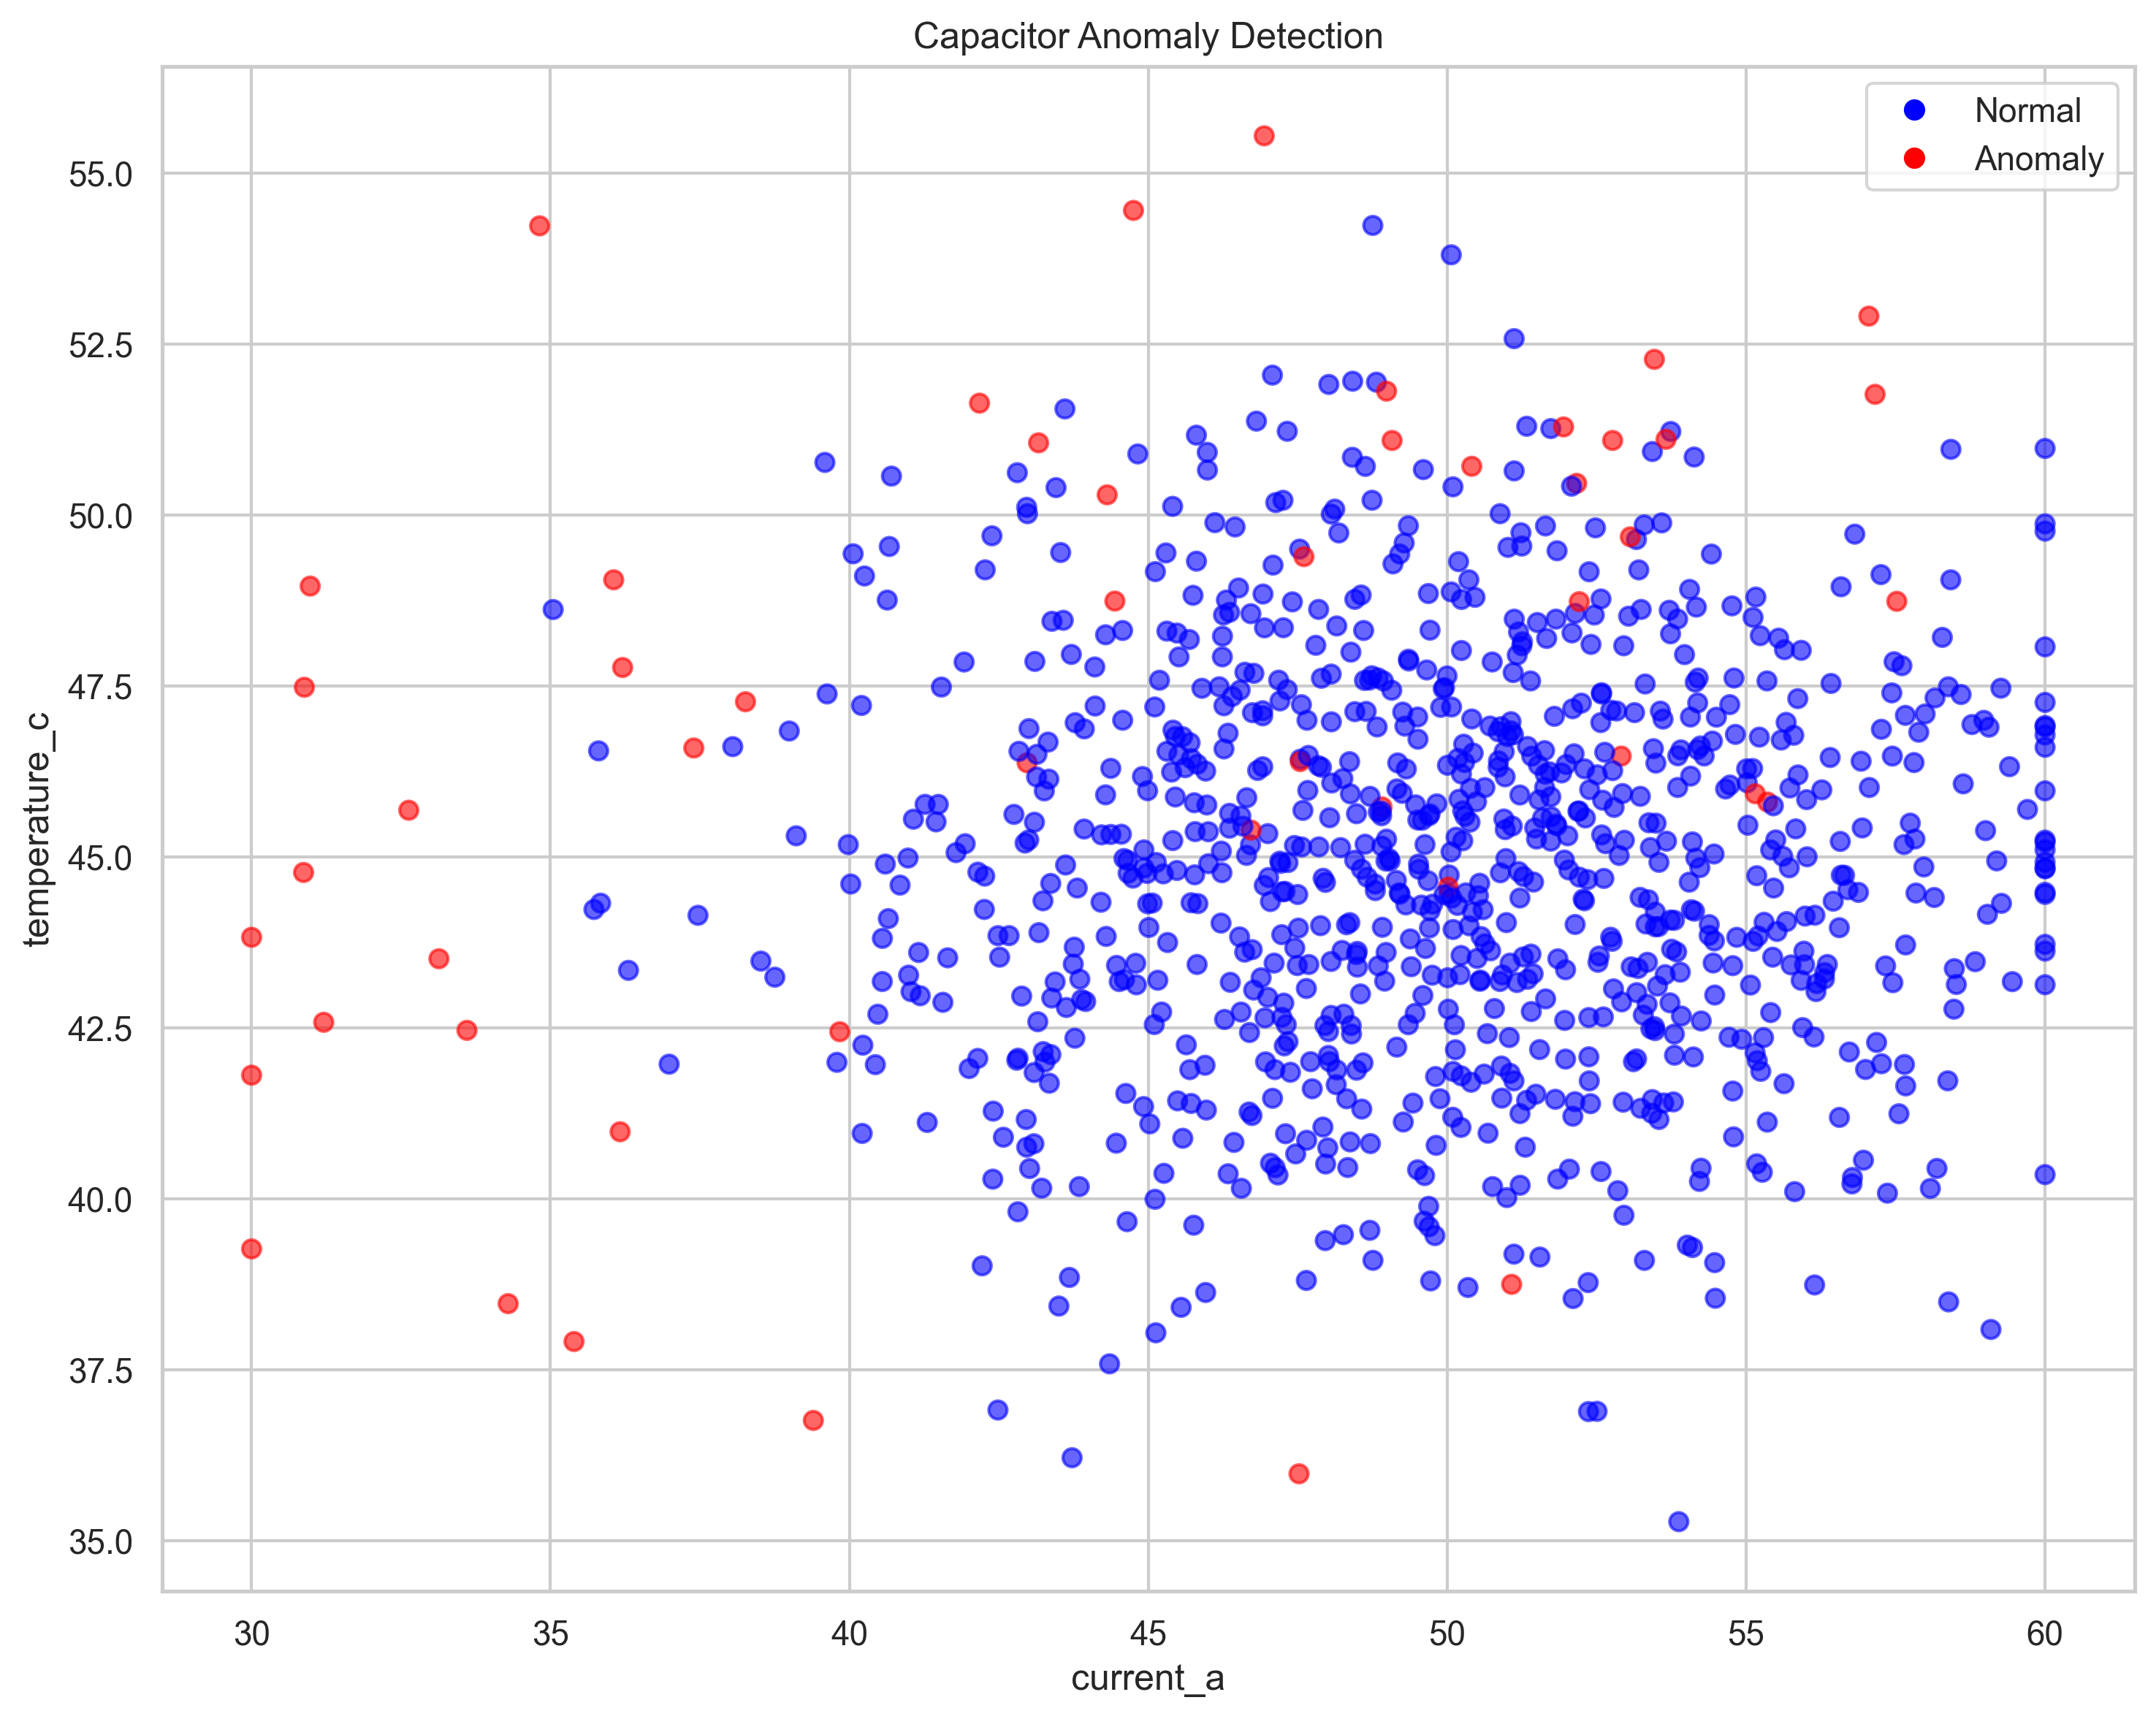 Capacitor Anomaly Detection
Normal
Anomaly
temperature_c
55.0
52.5
50.0
47.5
45.0
42.5
40.0
37.5
35.0
30 35 40 45 50 55 60
current_a